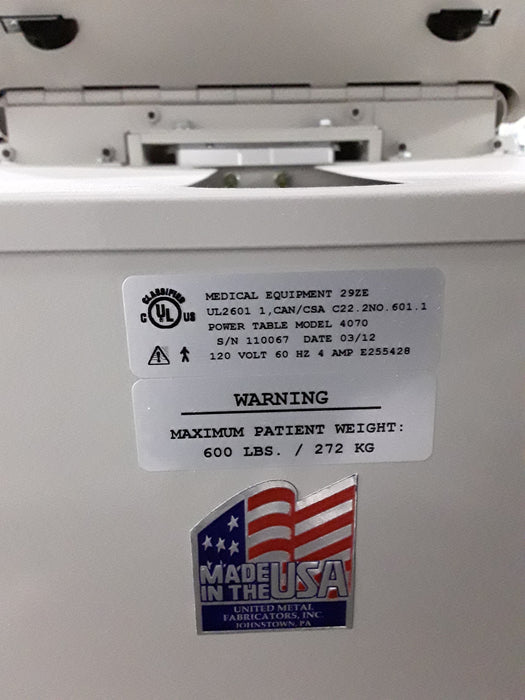 CLASSIFIED
C UL US
MEDICAL EQUIPMENT 29ZE
UL2601 1,CAN/CSA C22.2NO.601.1
POWER TABLE MODEL 4070
S/N 110067 DATE 03/12
120 VOLT 60 HZ 4 AMP E255428
WARNING
MAXIMUM PATIENT WEIGHT:
600 LBS. / 272 KG
MADE
IN THE USA
UNITED METAL
FABRICATORS, INC.
JOHNSTOWN, PA